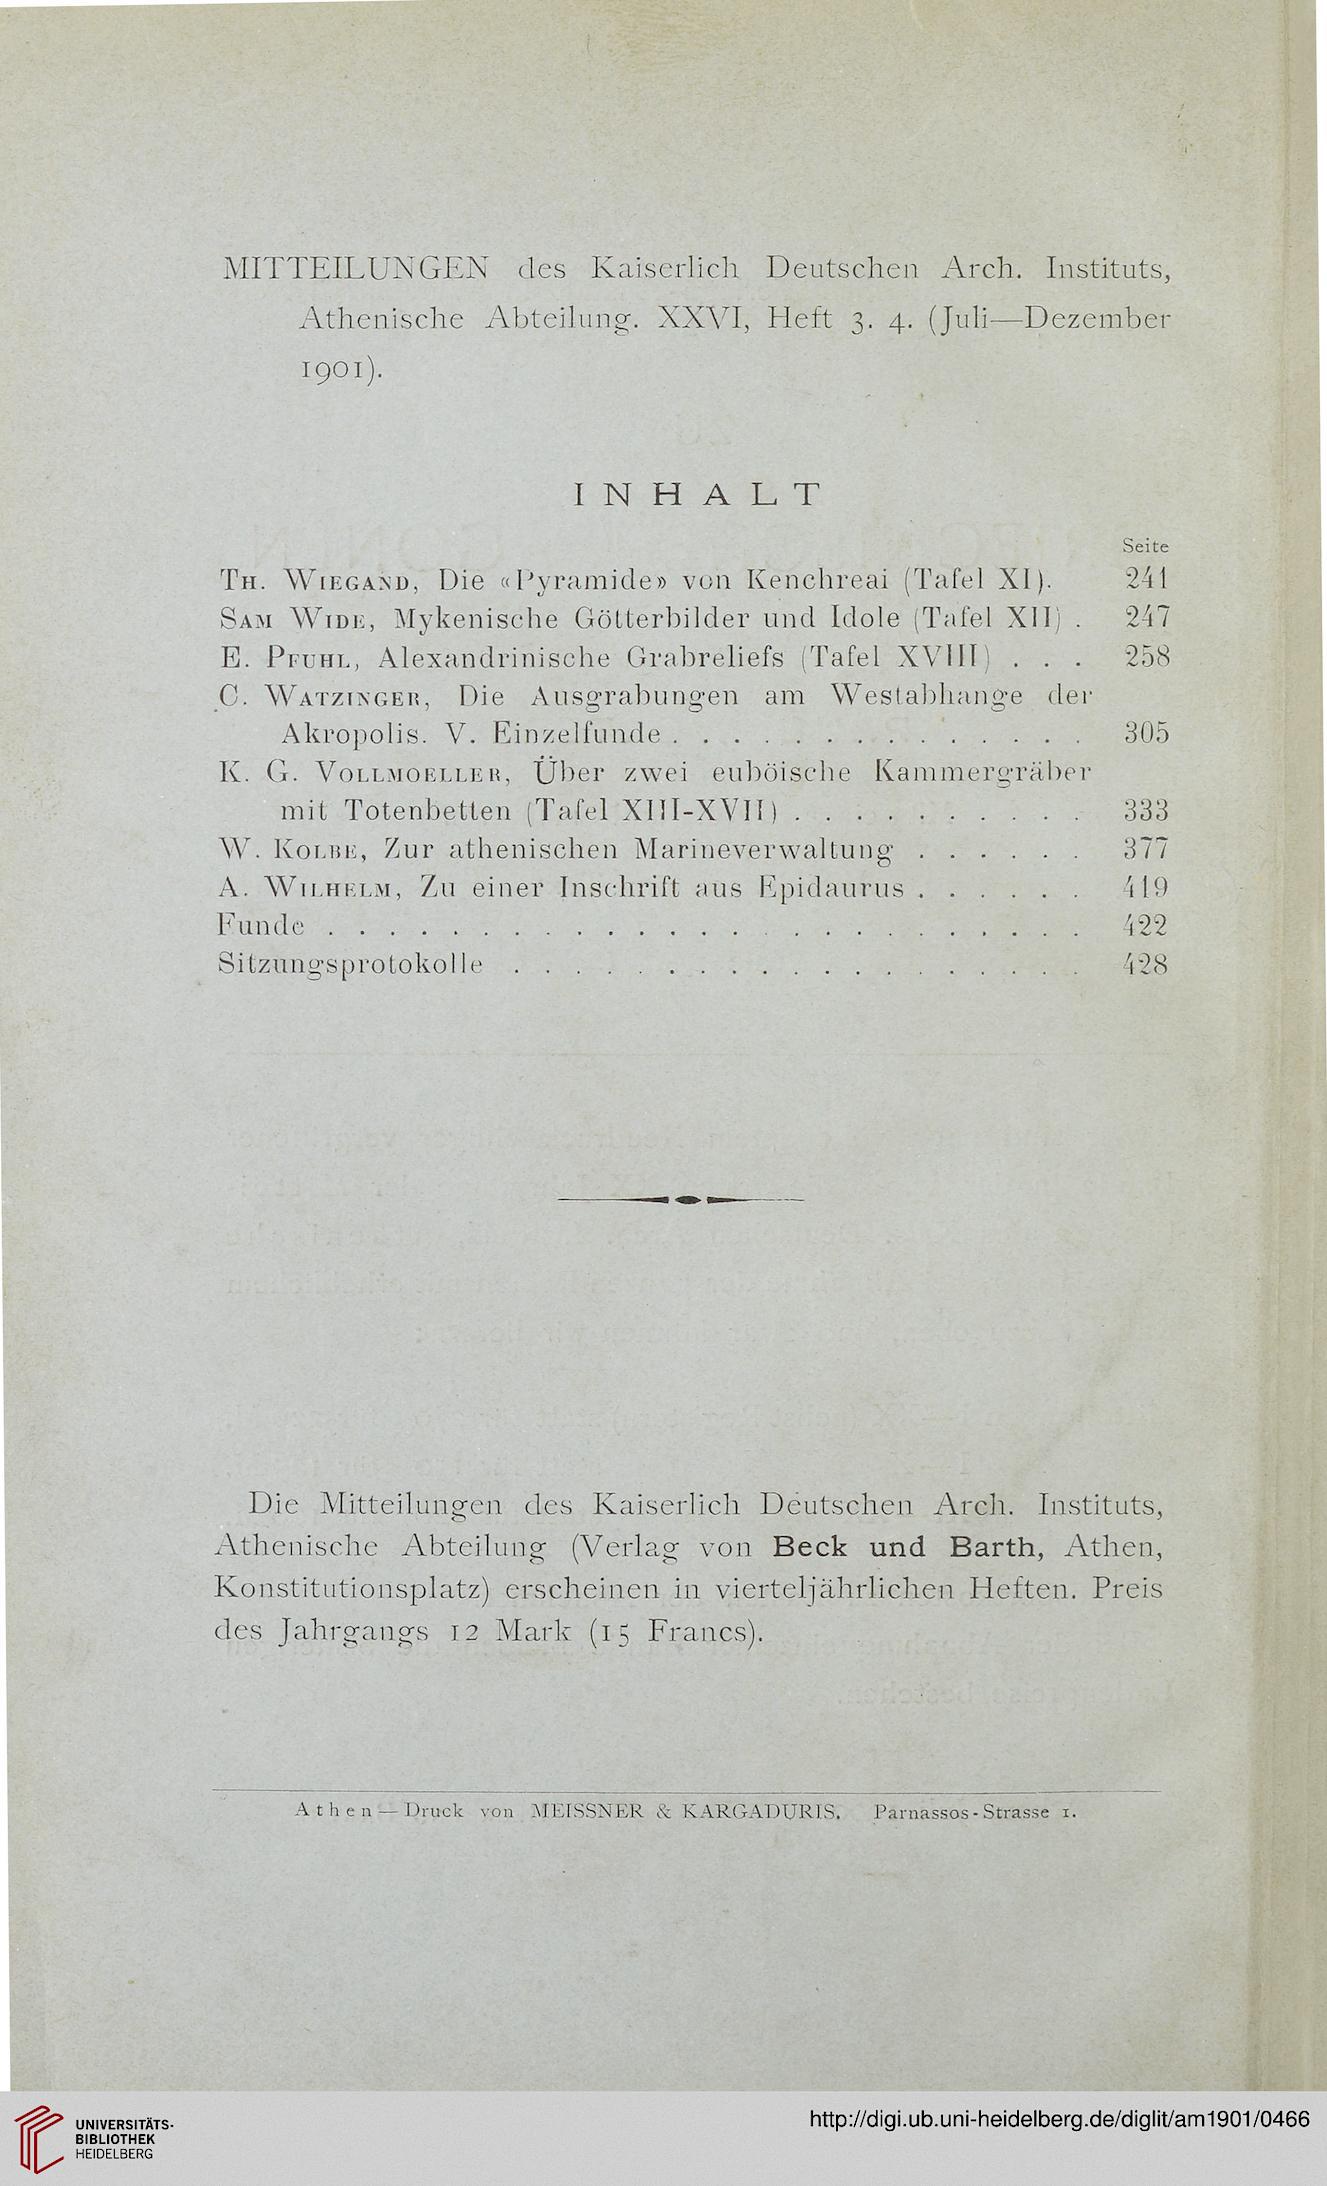 MITTEILUNGEN des Kaiserlich Deutschen Arch. Instituts,
Athenische Abteilung. XXVI, Heft 3. 4. (Juli—Dezember
1901).
INHALT
Seite
Th. Wiegand, Die «Pyramide» von Kenchreai (Tafel XI). 241
Sam Wide, Mykenische Götterbilder und Idole (Tafel XII) . 247
E. Pfuhl, Alexandrinische Grabreliefs (Tafel XVIII) . . . 258
C. Watzinger, Die Ausgrabungen am Westabhange der
Akropolis. V. Einzelfunde . . . . . . . . . . . . . . 305
K. G. Vollmoeller, Über zwei euböische Kammergräber
mit Totenbetten (Tafel XIII-XVII) . . . . . . . . . . 333
W. Kolbe, Zur athenischen Marineverwaltung . . . . . . 377
A. Wilhelm, Zu einer Inschrift aus Epidaurus . . . . . . 419
Funde . . . . . . . . . . . . . . . . . . . . . . . . . 422
Sitzungsprotokolle . . . . . . . . . . . . . . . . . . . 428
Die Mitteilungen des Kaiserlich Deutschen Arch. Instituts,
Athenische Abteilung (Verlag von Beck und Barth, Athen,
Konstitutionsplatz) erscheinen in vierteljährlichen Heften. Preis
des Jahrgangs 12 Mark (15 Francs).
Athen — Druck von MEISSNER & KARGADURIS. Parnassos-Strasse 1.
UNIVERSITÄTS-
BIBLIOTHEK
HEIDELBERG
http://digi.ub.uni-heidelberg.de/diglit/am1901/0466